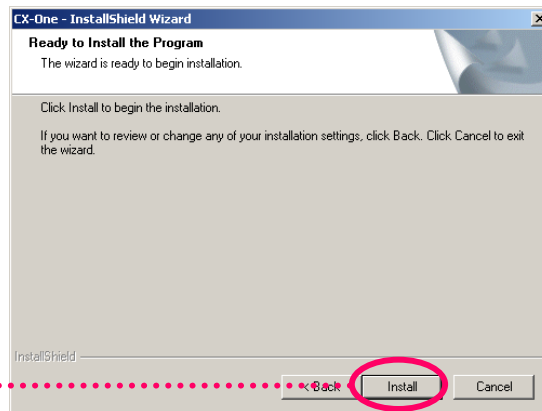 CX-One - InstallShield Wizard
Ready to Install the Program
The wizard is ready to begin installation.
Click Install to begin the installation.
If you want to review or change any of your installation settings, click Back. Click Cancel to exit
the wizard.
InstallShield
< Back Install Cancel